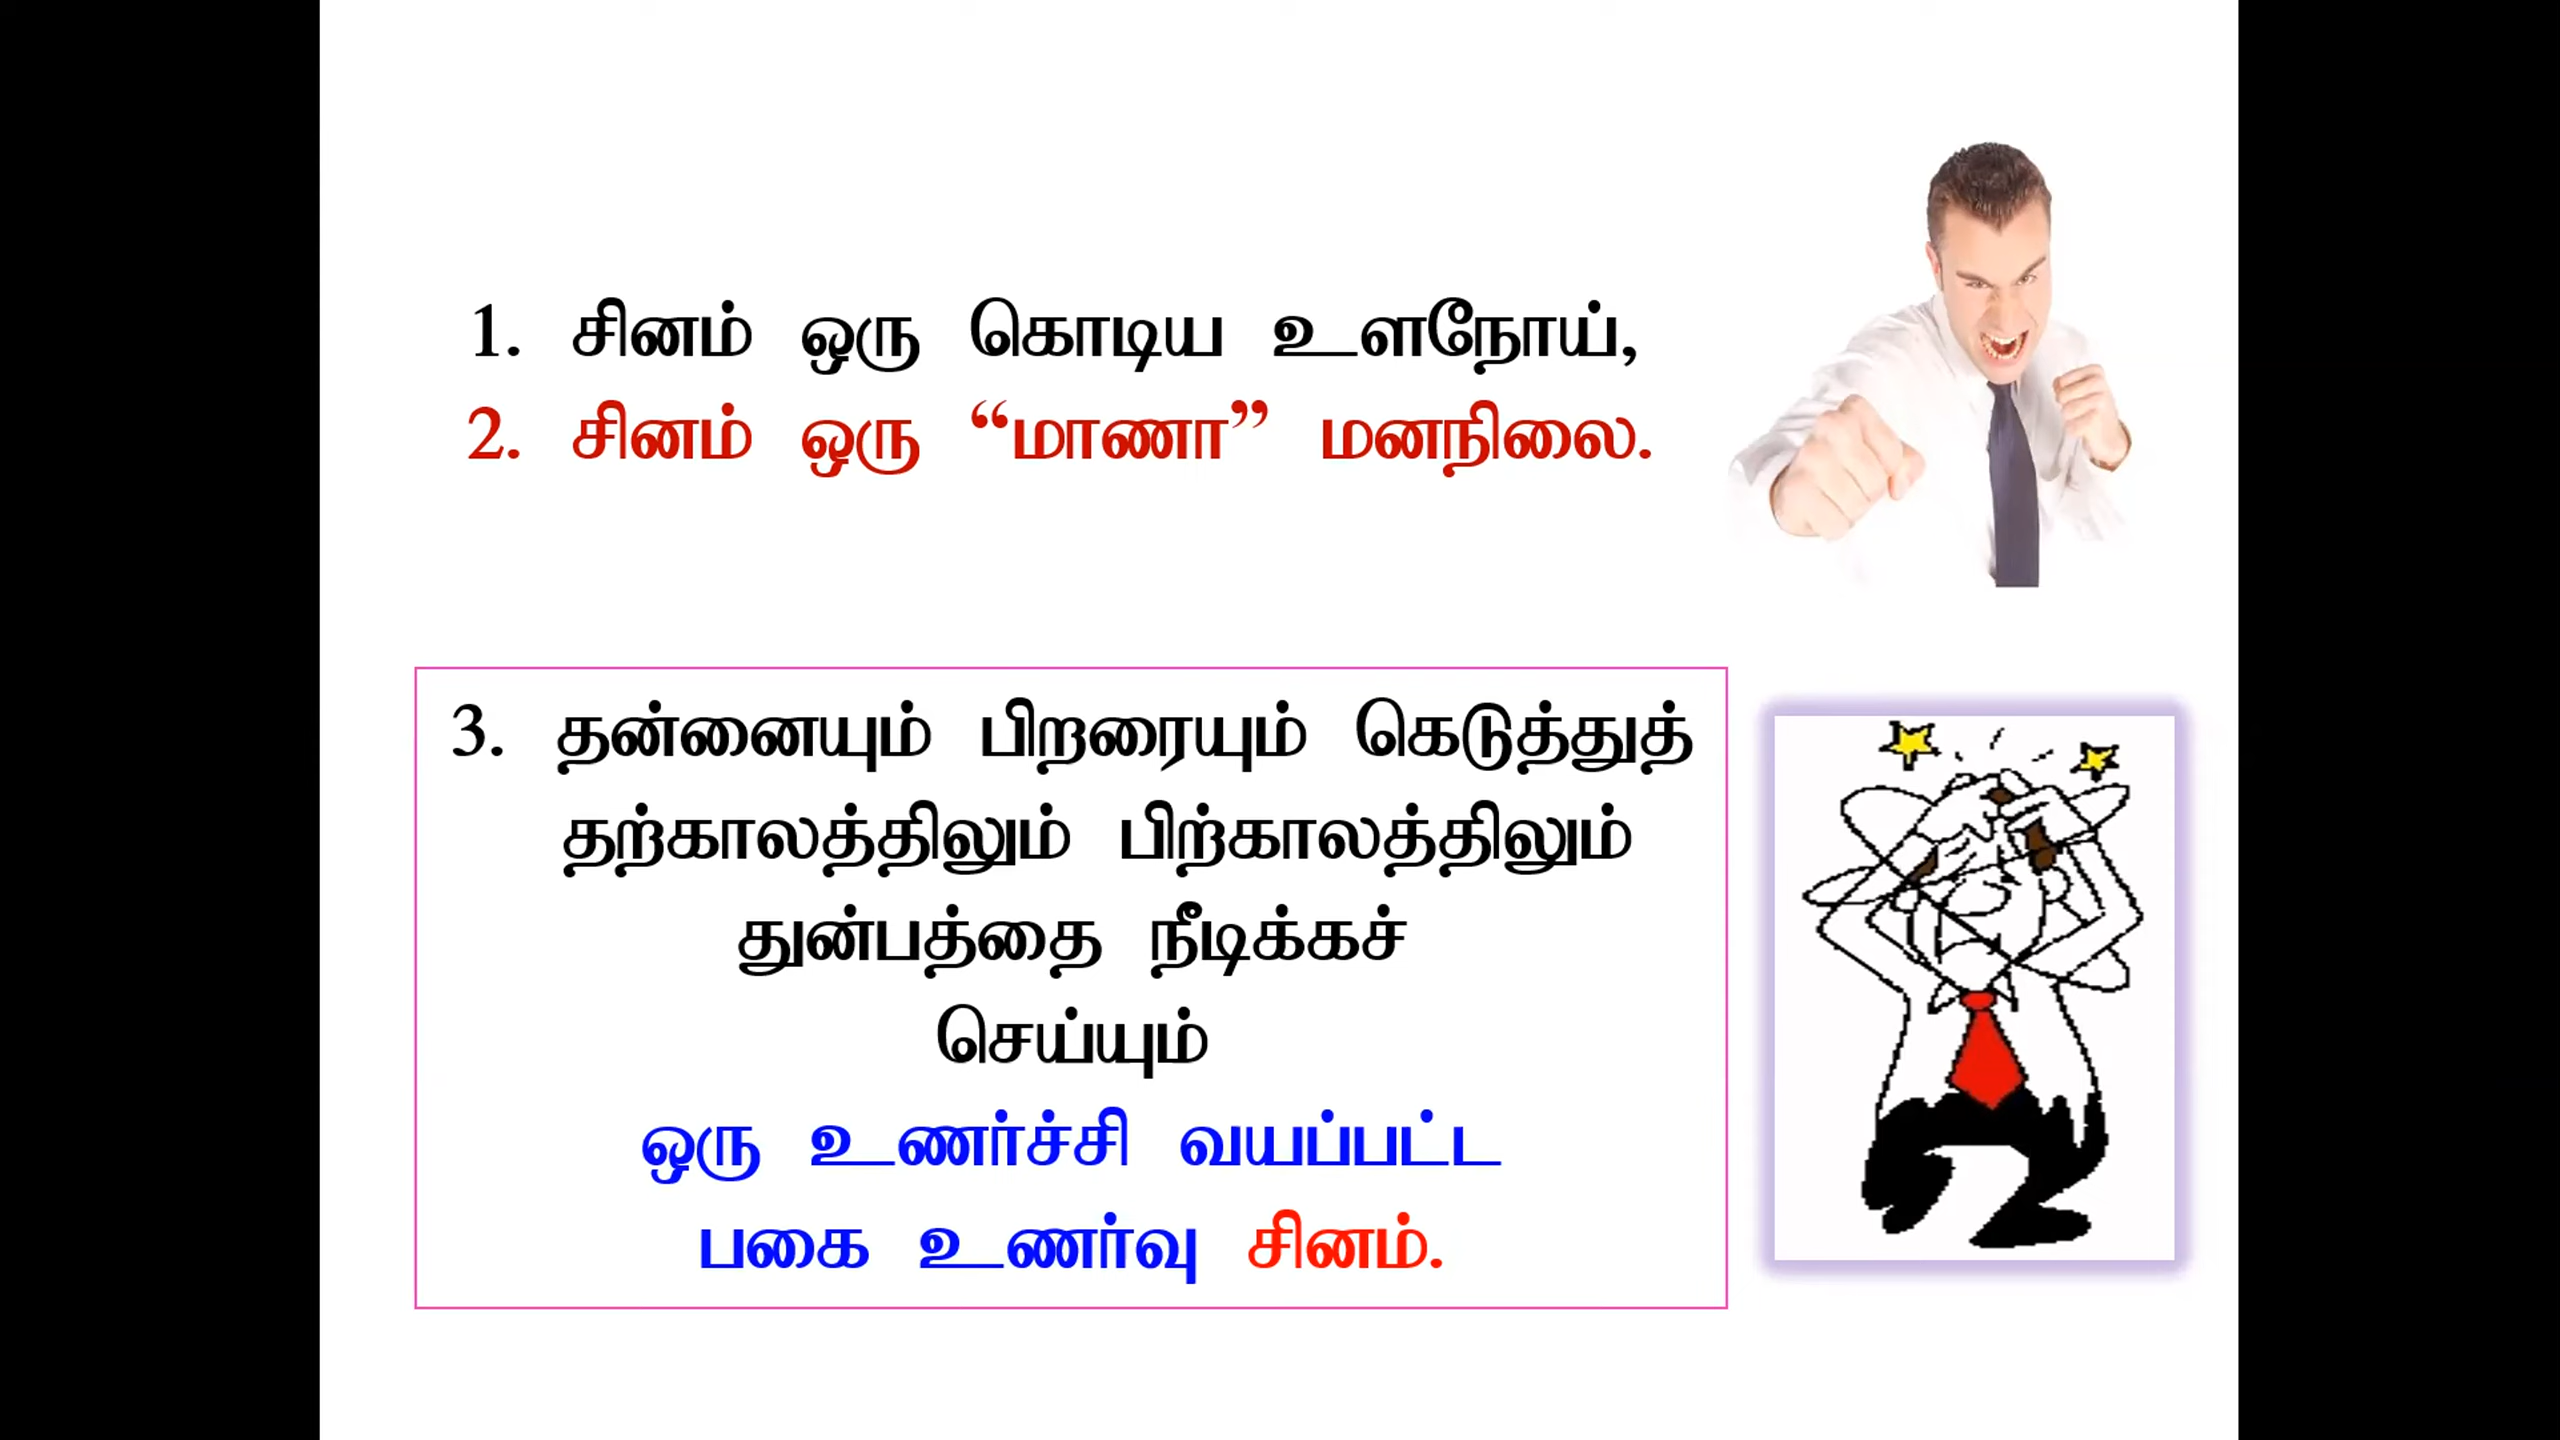 1. சினம் ஒரு கொடிய உளநோய்,
2. சினம் ஒரு “மாணா” மனநிலை.
3. தன்னையும் பிறரையும் கெடுத்துத்
தற்காலத்திலும் பிற்காலத்திலும்
துன்பத்தை நீடிக்கச்
செய்யும்
ஒரு உணர்ச்சி வயப்பட்ட
பகை உணர்வு சினம்.